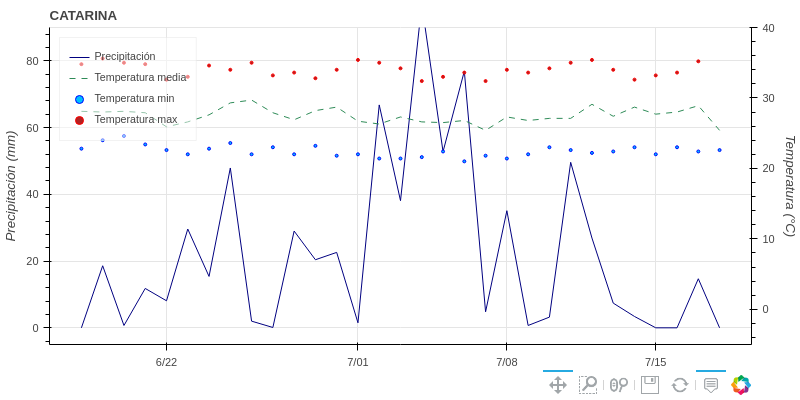 CATARINA
Precipitación
Temperatura media
Temperatura min
Temperatura max
Precipitación (mm)
80
60
40
20
0
Temperatura (°C)
40
30
20
10
0
6/22
7/01
7/08
7/15